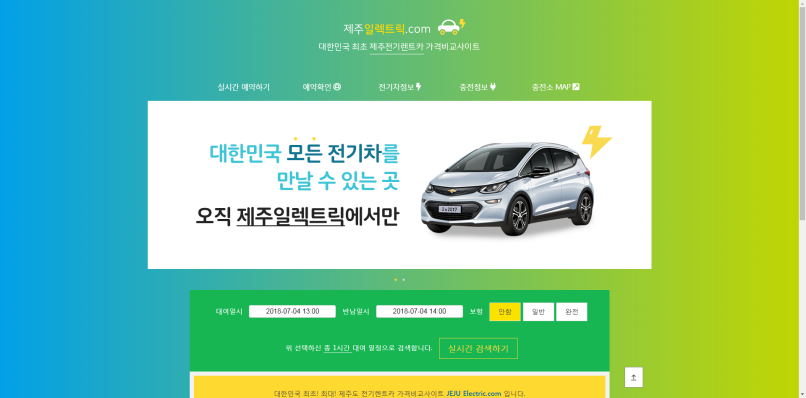 제주일렉트릭.com
대한민국 최초 제주전기렌트카 가격비교사이트
실시간 예약하기 예약확인 전기차정보 충전정보 충전소 MAP
대한민국 모든 전기차를
만날 수 있는 곳
오직 제주일렉트릭에서만
대여일시 2018-07-04 13:00 반납일시 2018-07-04 14:00 보험 안함 일반 완전
위 선택하신 총 1시간 대여 일정으로 검색합니다. 실시간 검색하기
대한민국 최초! 최대! 제주도 전기렌트카 가격비교사이트 JEJU Electric.com 입니다.